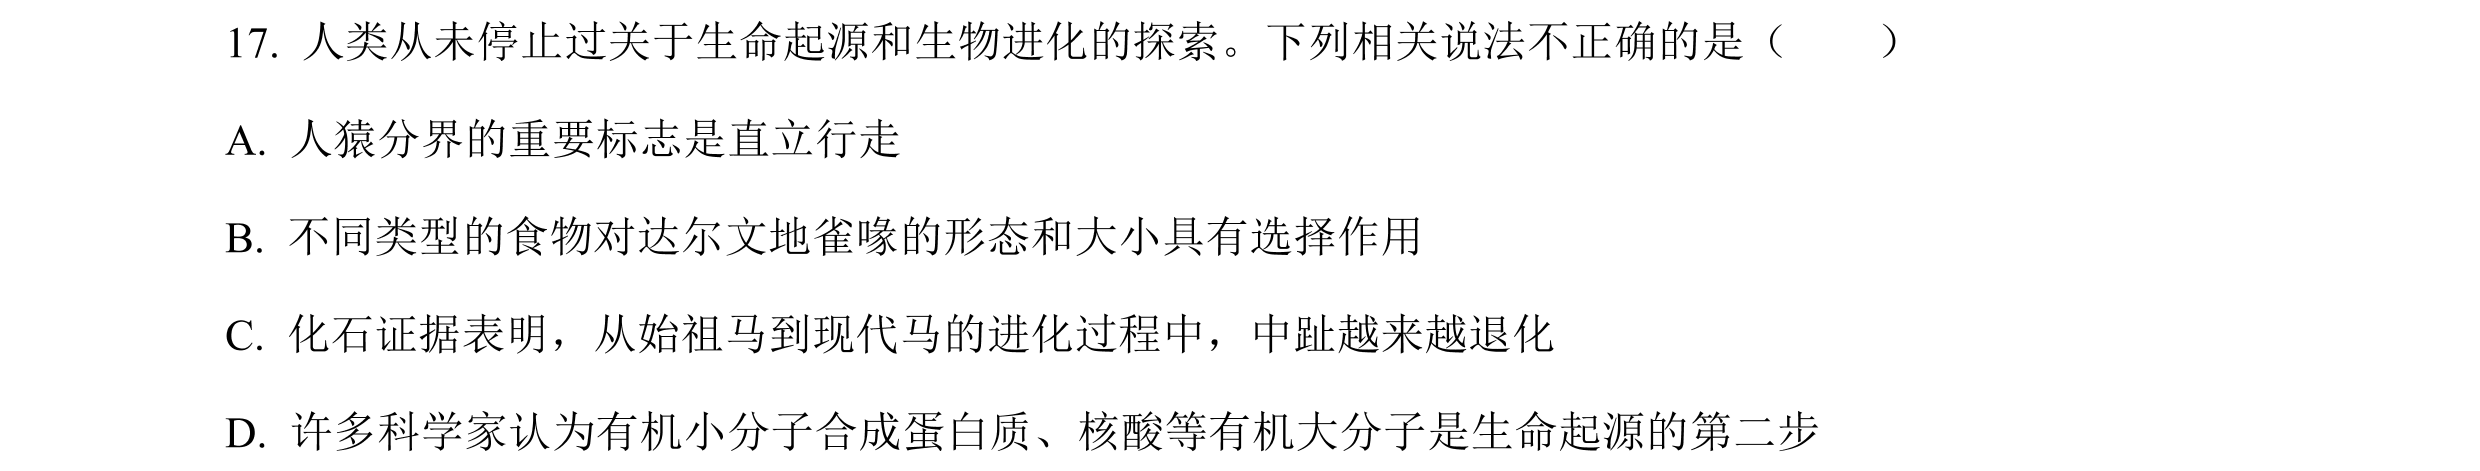 17. 人类从未停止过关于生命起源和生物进化的探索。下列相关说法不正确的是（　　）
A. 人猿分界的重要标志是直立行走
B. 不同类型的食物对达尔文地雀喙的形态和大小具有选择作用
C. 化石证据表明，从始祖马到现代马的进化过程中，中趾越来越退化
D. 许多科学家认为有机小分子合成蛋白质、核酸等有机大分子是生命起源的第二步